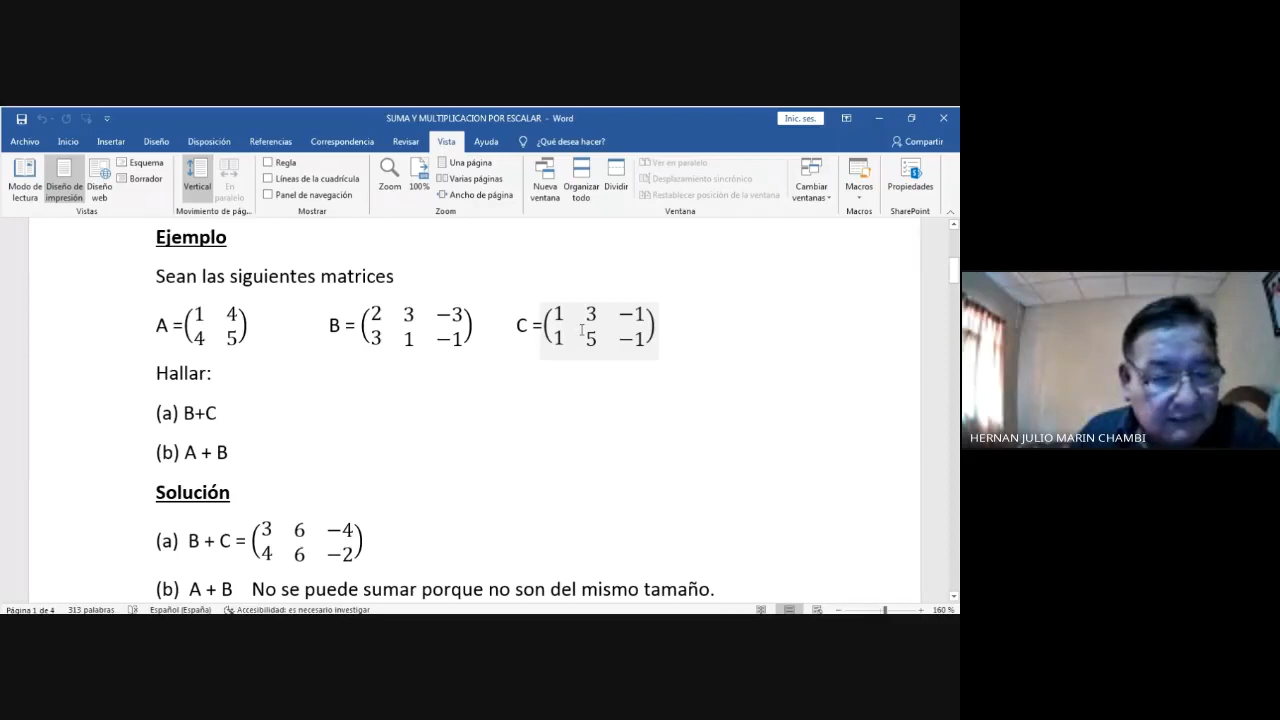 SUMA Y MULTIPLICACION POR ESCALAR - Word
Inic. ses.
Archivo Inicio Insertar Diseño Disposición Referencias Correspondencia Revisar Vista Ayuda ¿Qué desea hacer? Compartir
Modo de lectura
Diseño de impresión
Diseño web
Esquema
Borrador
Vistas
Vertical
En paralelo
Movimiento de pág...
Regla
Líneas de la cuadrícula
Panel de navegación
Mostrar
Zoom
100%
Una página
Varias páginas
Ancho de página
Zoom
Nueva ventana
Organizar todo
Dividir
Ver en paralelo
Desplazamiento sincrónico
Restablecer posición de la ventana
Cambiar ventanas
Ventana
Macros
Macros
Propiedades
SharePoint
Ejemplo
Sean las siguientes matrices
A =(1 4
4 5) B = (2 3 −3
3 1 −1) C =(1 3 −1
1 5 −1)
Hallar:
(a) B+C
(b) A + B
Solución
(a) B + C = (3 6 −4
4 6 −2)
(b) A + B No se puede sumar porque no son del mismo tamaño.
Página 1 de 4 313 palabras Español (España) Accesibilidad: es necesario investigar 160 %
HERNAN JULIO MARIN CHAMBI